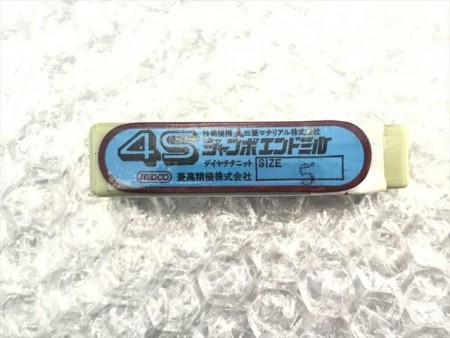 4S
技術提携 三菱マテリアル株式会社
ジャンボエンドミル
ダイヤチタニット SIZE 5
菱高精機株式会社